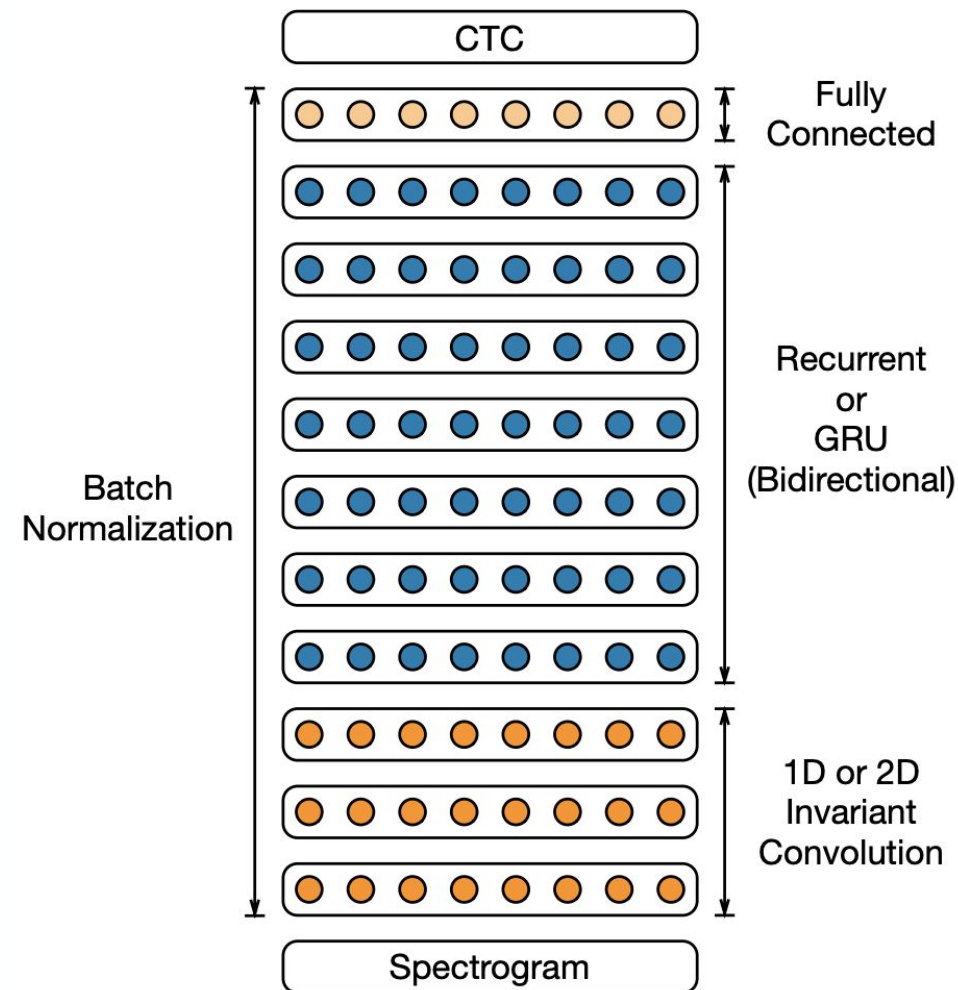 CTC
Fully
Connected
Recurrent
or
GRU
(Bidirectional)
Batch
Normalization
1D or 2D
Invariant
Convolution
Spectrogram